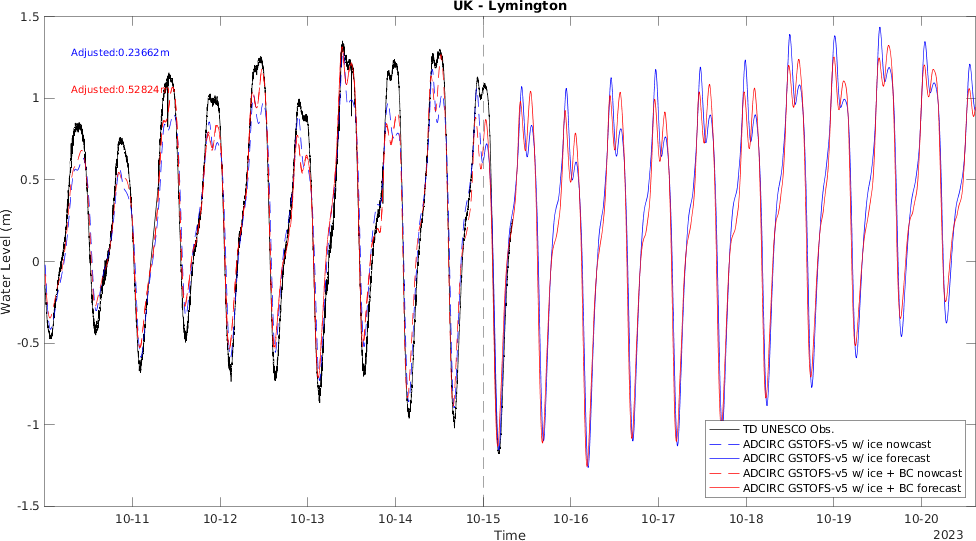 UK - Lymington
Adjusted:0.23662m
Adjusted:0.52824m
Water Level (m)
1.5
1
0.5
0
-0.5
-1
-1.5
TD UNESCO Obs.
ADCIRC GSTOFS-v5 w/ ice nowcast
ADCIRC GSTOFS-v5 w/ ice forecast
ADCIRC GSTOFS-v5 w/ ice + BC nowcast
ADCIRC GSTOFS-v5 w/ ice + BC forecast
10-11 10-12 10-13 10-14 10-15 10-16 10-17 10-18 10-19 10-20
Time
2023